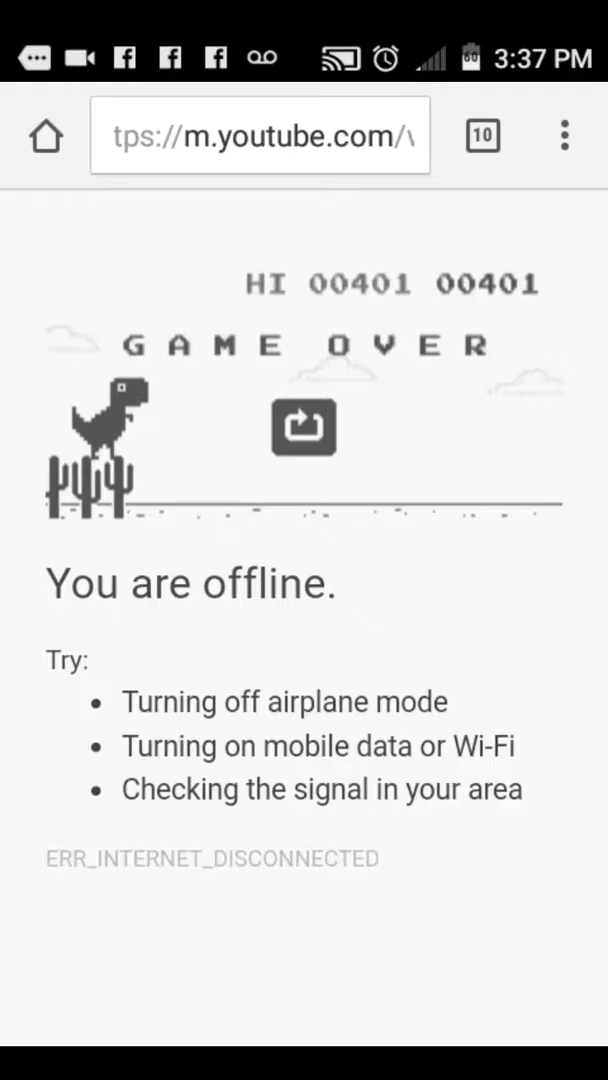 60 3:37 PM
tps://m.youtube.com/v 10
HI 00401 00401
GAME OVER
You are offline.
Try:
• Turning off airplane mode
• Turning on mobile data or Wi-Fi
• Checking the signal in your area
ERR_INTERNET_DISCONNECTED